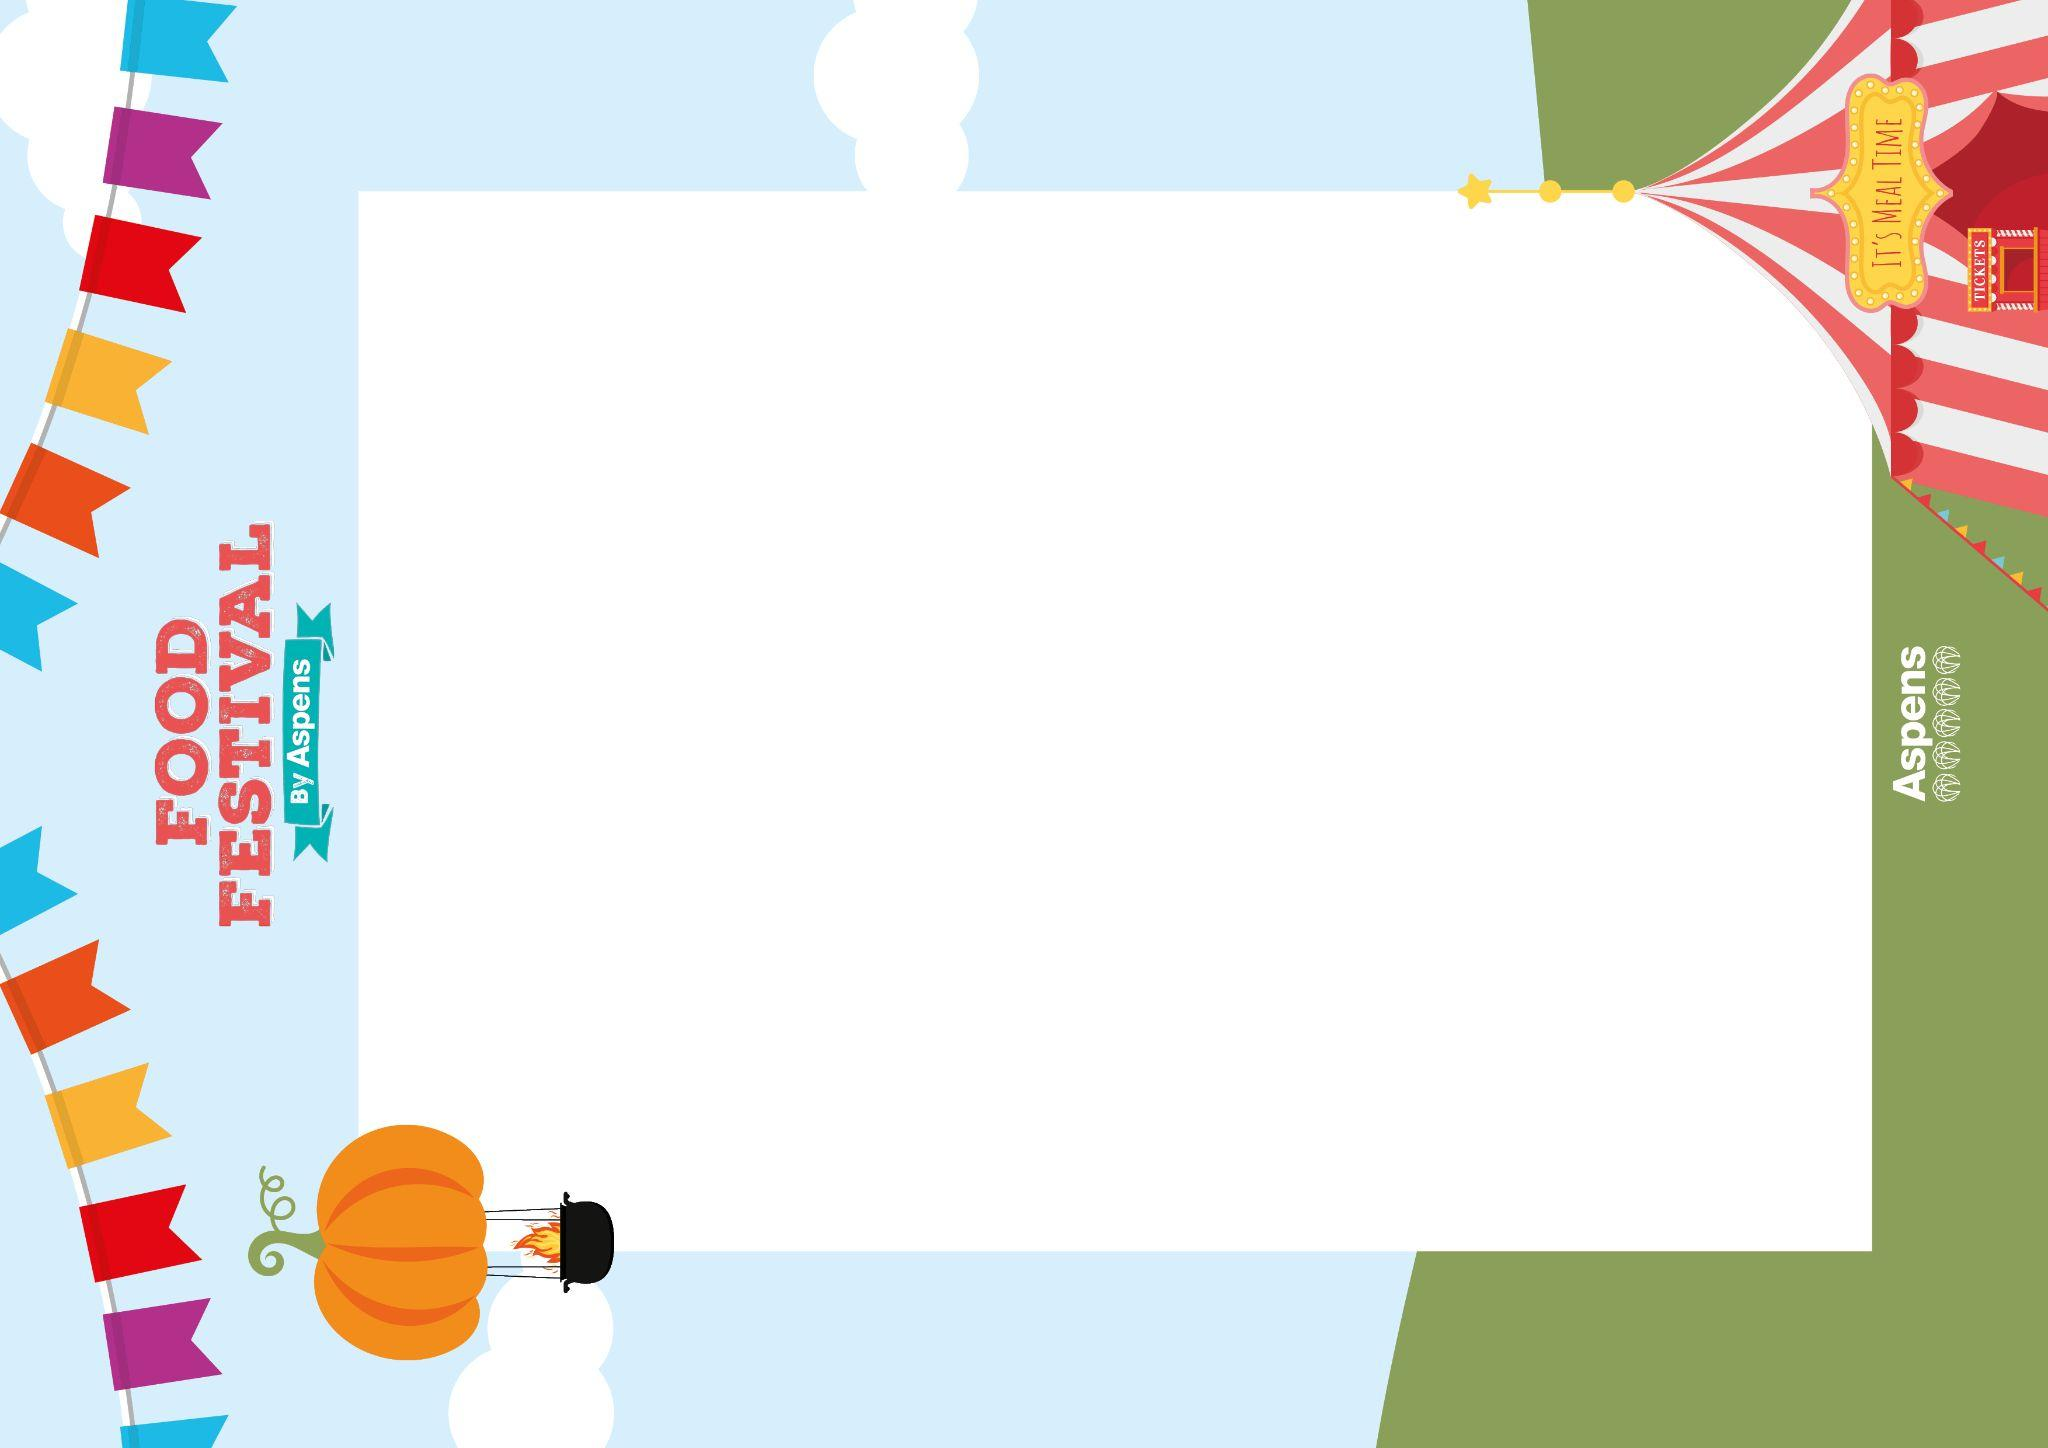 FOOD
FESTIVAL
By Aspens
IT'S MEAL TIME
TICKETS
Aspens